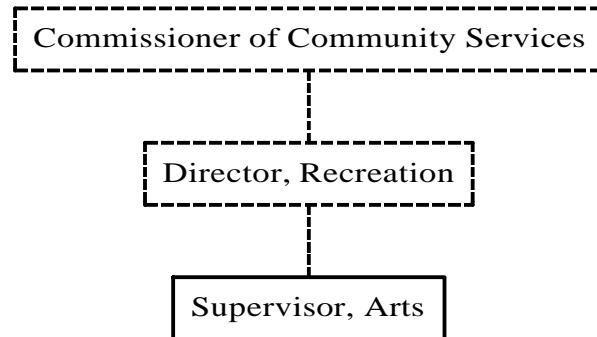 Commissioner of Community Services
Director, Recreation
Supervisor, Arts